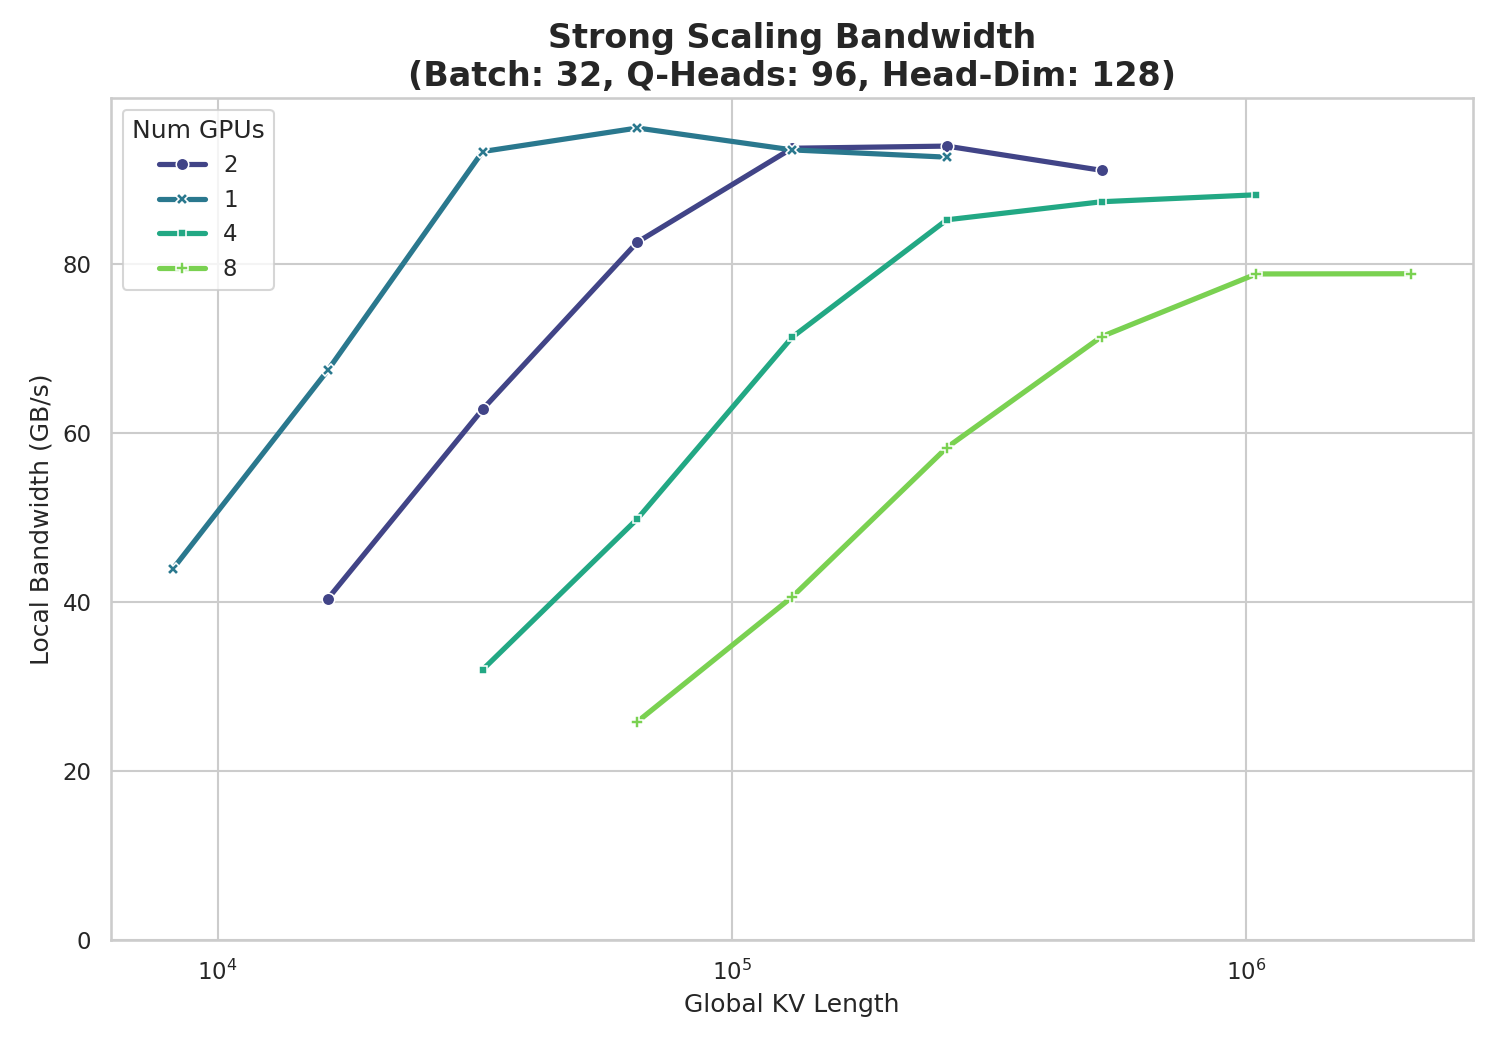 Strong Scaling Bandwidth
(Batch: 32, Q-Heads: 96, Head-Dim: 128)
Num GPUs
2
1
4
8
Local Bandwidth (GB/s)
80
60
40
20
0
10⁴
10⁵
10⁶
Global KV Length